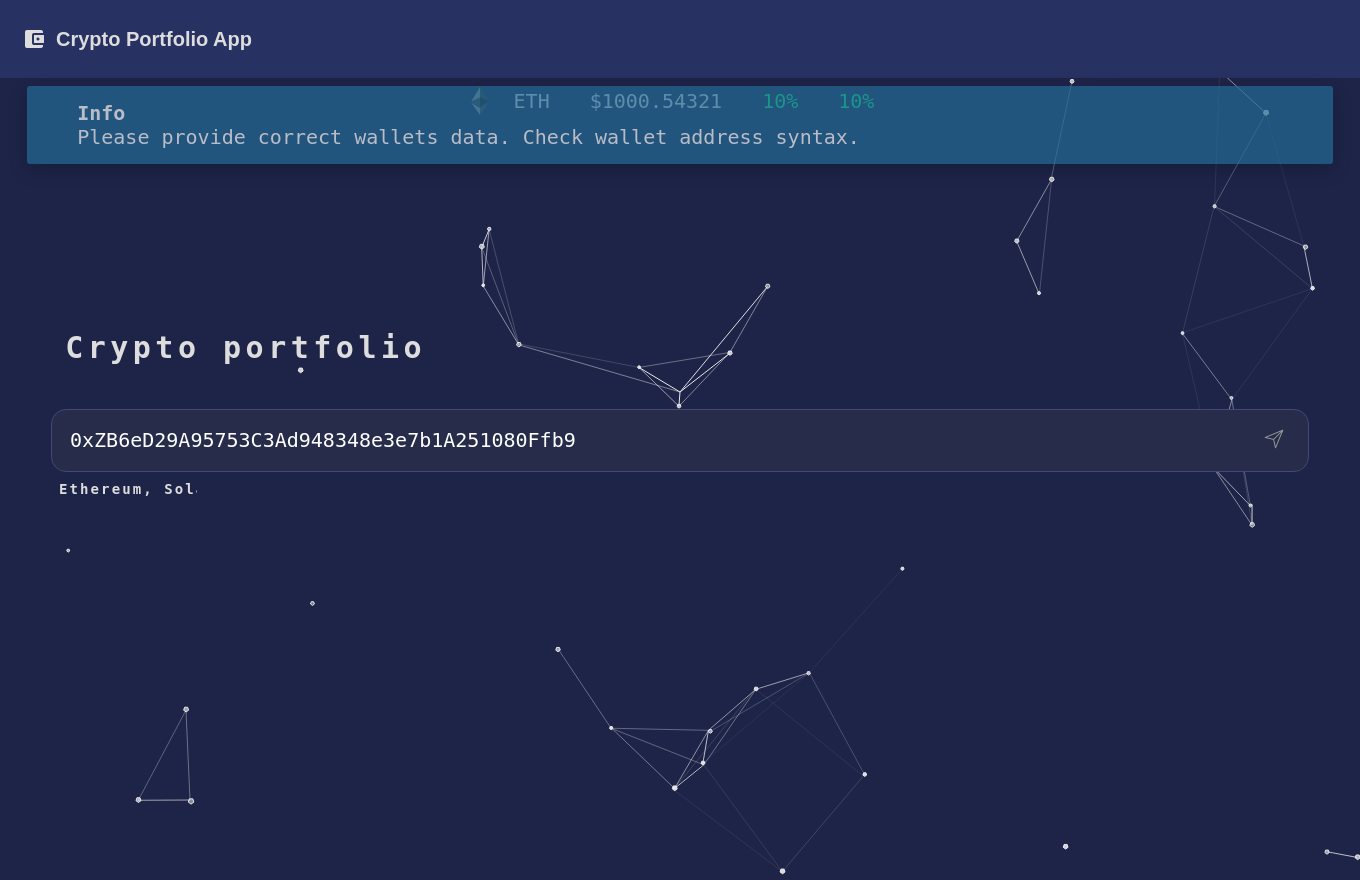 Crypto Portfolio App
ETH $1000.54321 10% 10%
Info
Please provide correct wallets data. Check wallet address syntax.
Crypto portfolio
0xZB6eD29A95753C3Ad948348e3e7b1A251080Ffb9
Ethereum, Sol